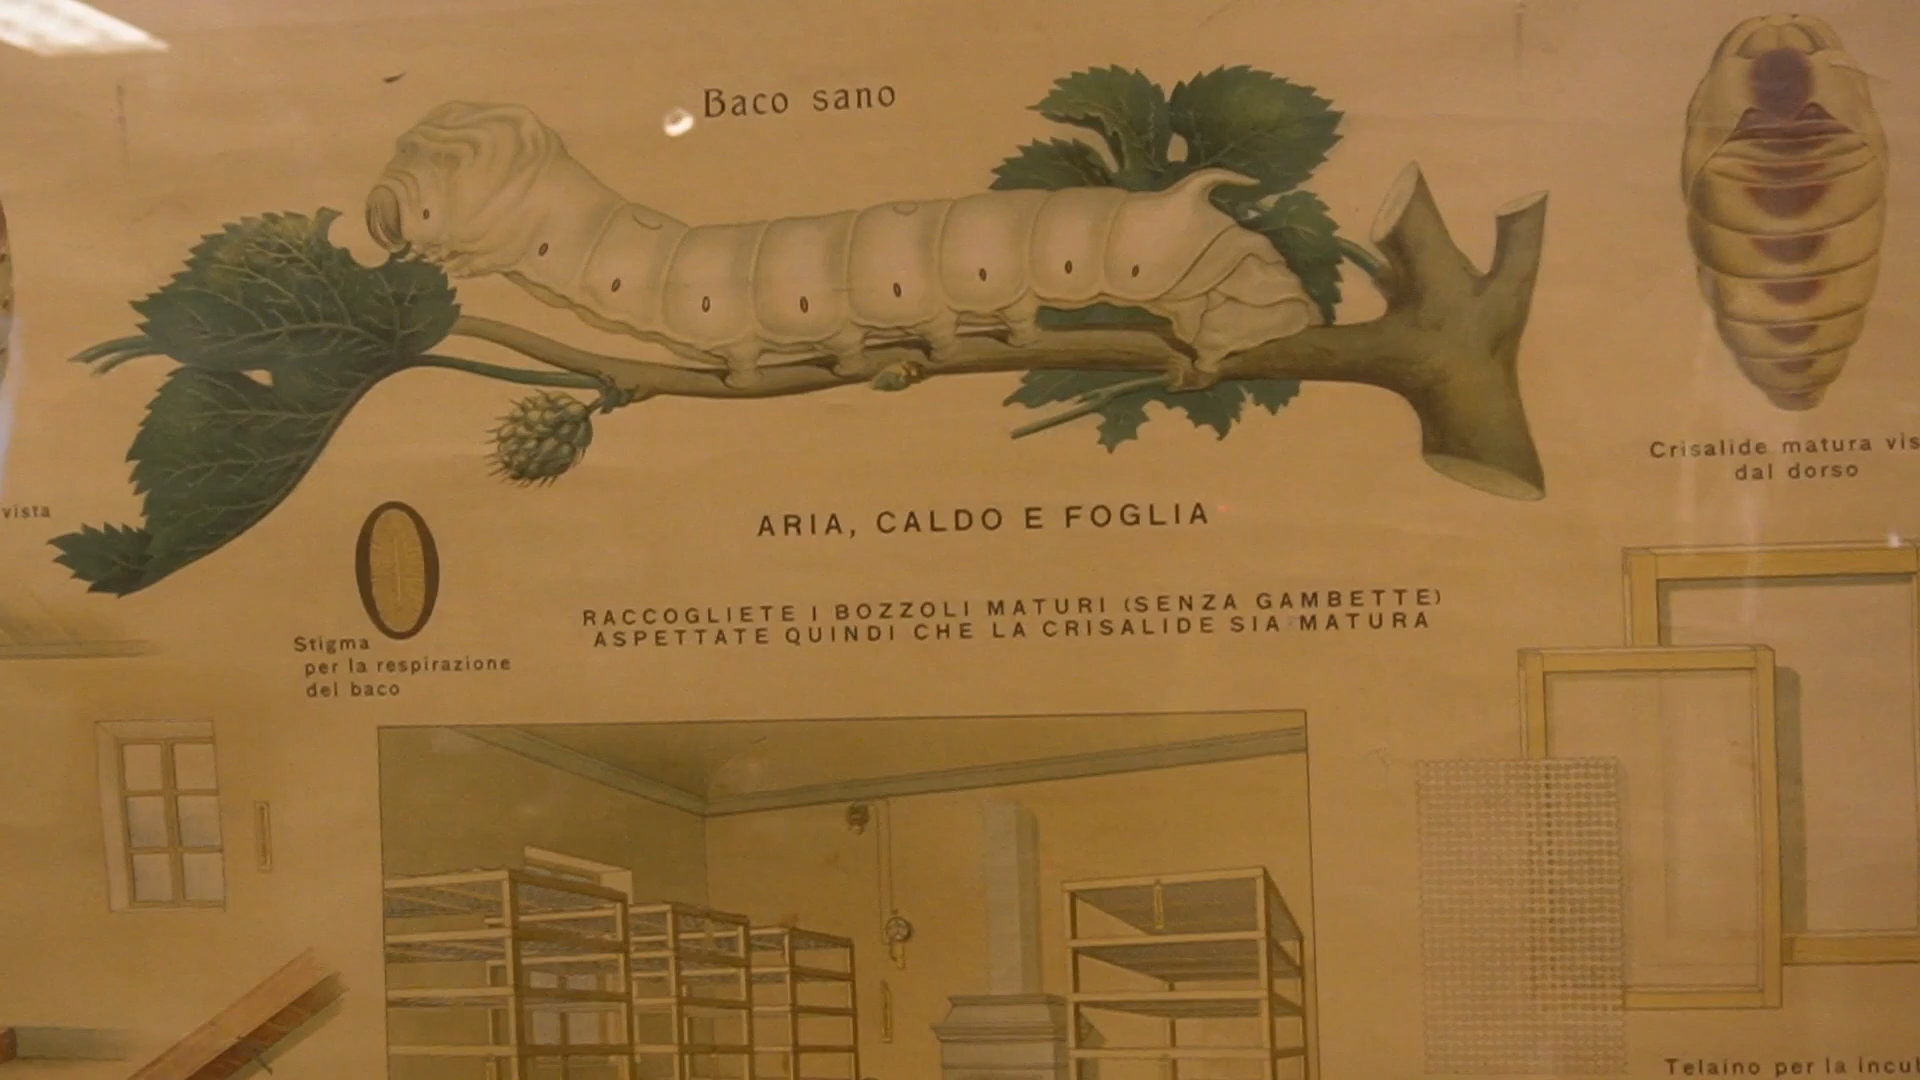 Baco sano
Crisalide matura vis
dal dorso
vista
ARIA, CALDO E FOGLIA
RACCOGLIETE I BOZZOLI MATURI (SENZA GAMBETTE)
ASPETTATE QUINDI CHE LA CRISALIDE SIA MATURA
Stigma
per la respirazione
del baco
Telaino per la incub